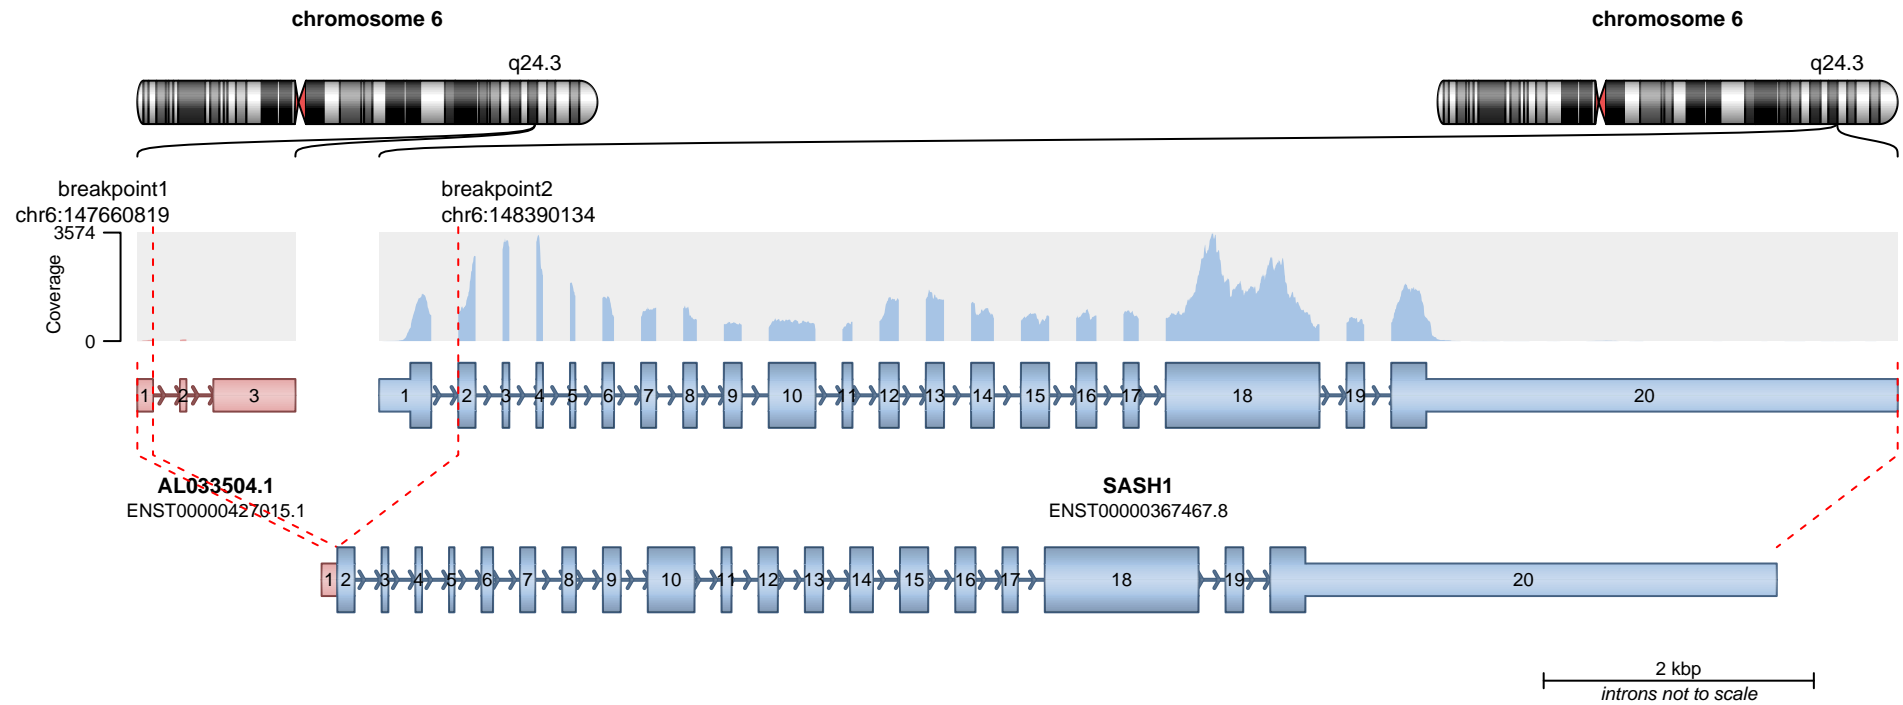 chromosome 6
chromosome 6
q24.3
q24.3
breakpoint1
chr6:147660819
breakpoint2
chr6:148390134
3574
Coverage
0
1 2 3
1 2 3 4 5 6 7 8 9 10 11 12 13 14 15 16 17 18 19 20
AL033504.1
ENST00000427015.1
SASH1
ENST00000367467.8
1 2 3 4 5 6 7 8 9 10 11 12 13 14 15 16 17 18 19 20
2 kbp
introns not to scale